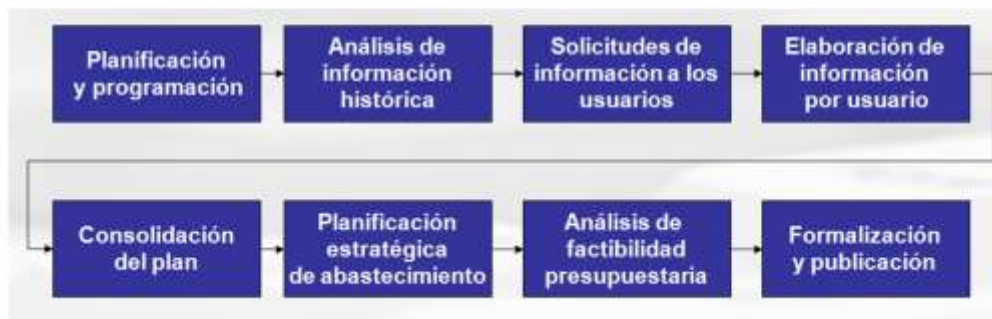 Planificación
y programación
Análisis de
información
histórica
Solicitudes de
información a los
usuarios
Elaboración de
información
por usuario
Consolidación
del plan
Planificación
estratégica
de abastecimiento
Análisis de
factibilidad
presupuestaria
Formalización
y publicación